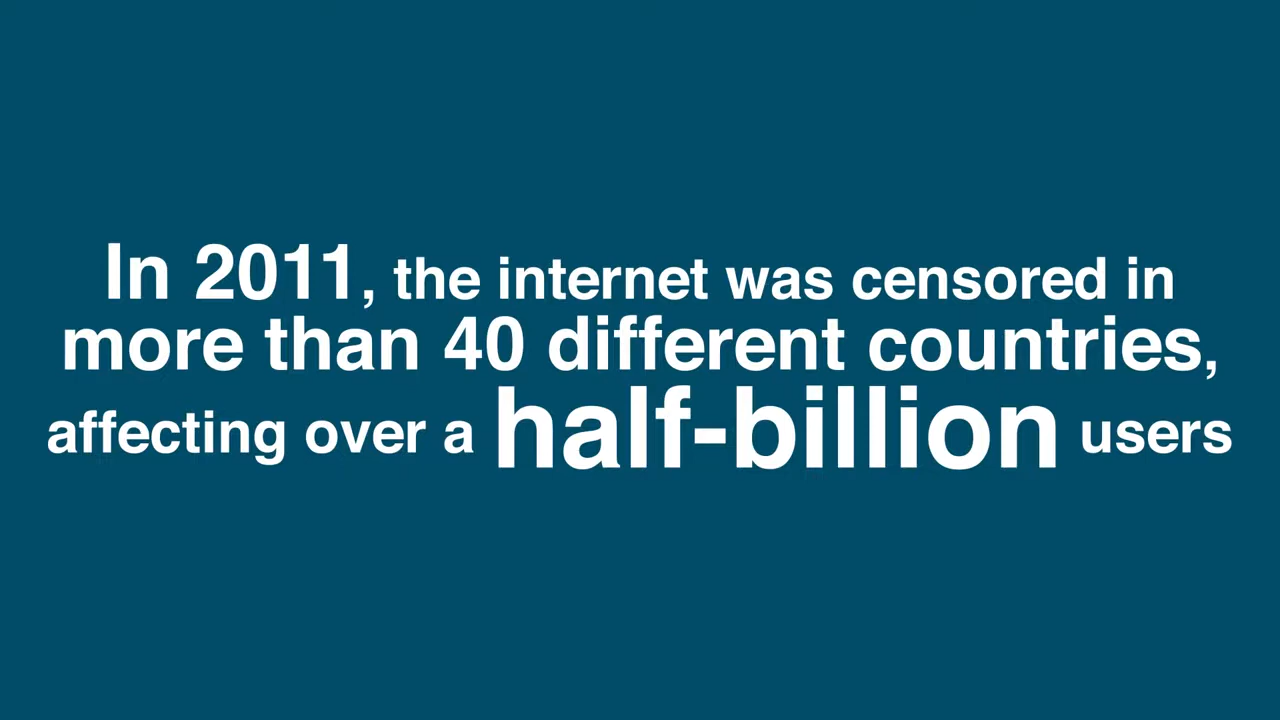 In 2011, the internet was censored in
more than 40 different countries,
affecting over a half-billion users